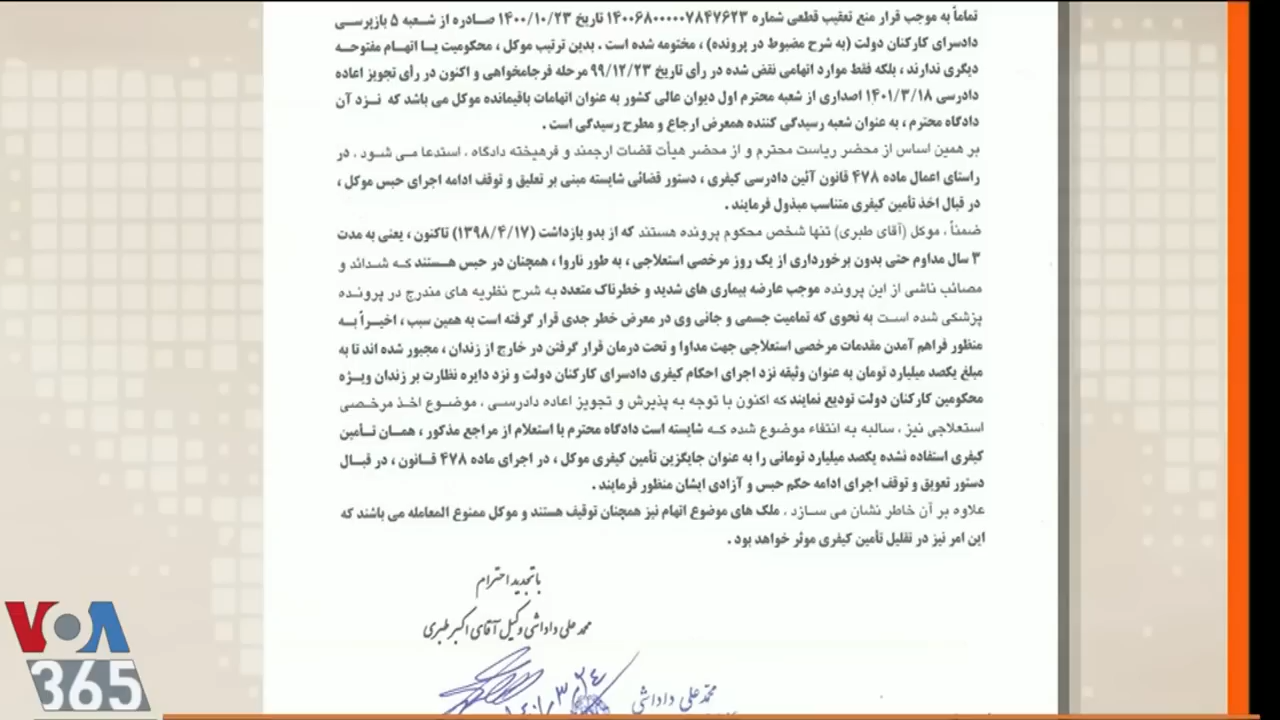 تماماً به موجب قرار منع تعقیب قطعی شماره ۱۴۰۰۶۸۰۰۰۰۰۷۸۴۷۶۲۳ تاریخ ۱۴۰۰/۱۰/۲۳ صادره از شعبه ۵ بازپرسی
دادسرای کارکنان دولت (به شرح مضبوط در پرونده) ، مختومه شده است . بدین ترتیب موکل ، محکومیت یا اتهام مفتوحه
دیگری ندارند ، بلکه فقط موارد اتهامی نقض شده در رأی تاریخ ۹۹/۱۲/۲۳ مرحله فرجامخواهی و اکنون در رأی تجویز اعاده
دادرسی ۱۴۰۱/۳/۱۸ اصداری از شعبه محترم اول دیوان عالی کشور به عنوان اتهامات باقیمانده موکل می باشد که نزد آن
دادگاه محترم ، به عنوان شعبه رسیدگی کننده همعرض ارجاع و مطرح رسیدگی است .
بر همین اساس از محضر ریاست محترم و از محضر هیأت قضات ارجمند و فرهیخته دادگاه ، استدعا می شود ، در
راستای اعمال ماده ۴۷۸ قانون آئین دادرسی کیفری ، دستور قضائی شایسته مبنی بر تعلیق و توقف ادامه اجرای حبس موکل ،
در قبال اخذ تأمین کیفری متناسب مبذول فرمایند .
ضمناً ، موکل (آقای طبری) تنها شخص محکوم پرونده هستند که از بدو بازداشت (۱۳۹۸/۴/۱۷) تاکنون ، یعنی به مدت
۳ سال مداوم حتی بدون برخورداری از یک روز مرخصی استعلاجی ، به طور ناروا ، همچنان در حبس هستند که شداند و
مصائب ناشی از این پرونده موجب عارضه بیماری های شدید و خطرناک متعدد به شرح نظریه های مندرج در پرونده
پزشکی شده است به نحوی که تمامیت جسمی و جانی وی در معرض خطر جدی قرار گرفته است به همین سبب ، اخیراً به
منظور فراهم آمدن مقدمات مرخصی استعلاجی جهت مداوا و تحت درمان قرار گرفتن در خارج از زندان ، مجبور شده اند تا به
مبلغ یکصد میلیارد تومان به عنوان وثیقه نزد اجرای احکام کیفری دادسرای کارکنان دولت و نزد دایره نظارت بر زندان ویژه
محکومین کارکنان دولت تودیع نمایند که اکنون با توجه به پذیرش و تجویز اعاده دادرسی ، موضوع اخذ مرخصی
استعلاجی نیز ، سالبه به انتفاء موضوع شده که شایسته است دادگاه محترم با استعلام از مراجع مذکور ، همان تأمین
کیفری استفاده نشده یکصد میلیارد تومانی را به عنوان جایگزین تأمین کیفری موکل ، در اجرای ماده ۴۷۸ قانون ، در قبال
دستور تعویق و توقف اجرای ادامه حکم حبس و آزادی ایشان منظور فرمایند .
علاوه بر آن خاطر نشان می سازد ، ملک های موضوع اتهام نیز همچنان توقیف هستند و موکل ممنوع المعامله می باشند که
این امر نیز در تقلیل تأمین کیفری موثر خواهد بود .
با تجدید احترام
محمد علی داداشی وکیل آقای اکبر طبری
محمد علی داداشی
VOA
365